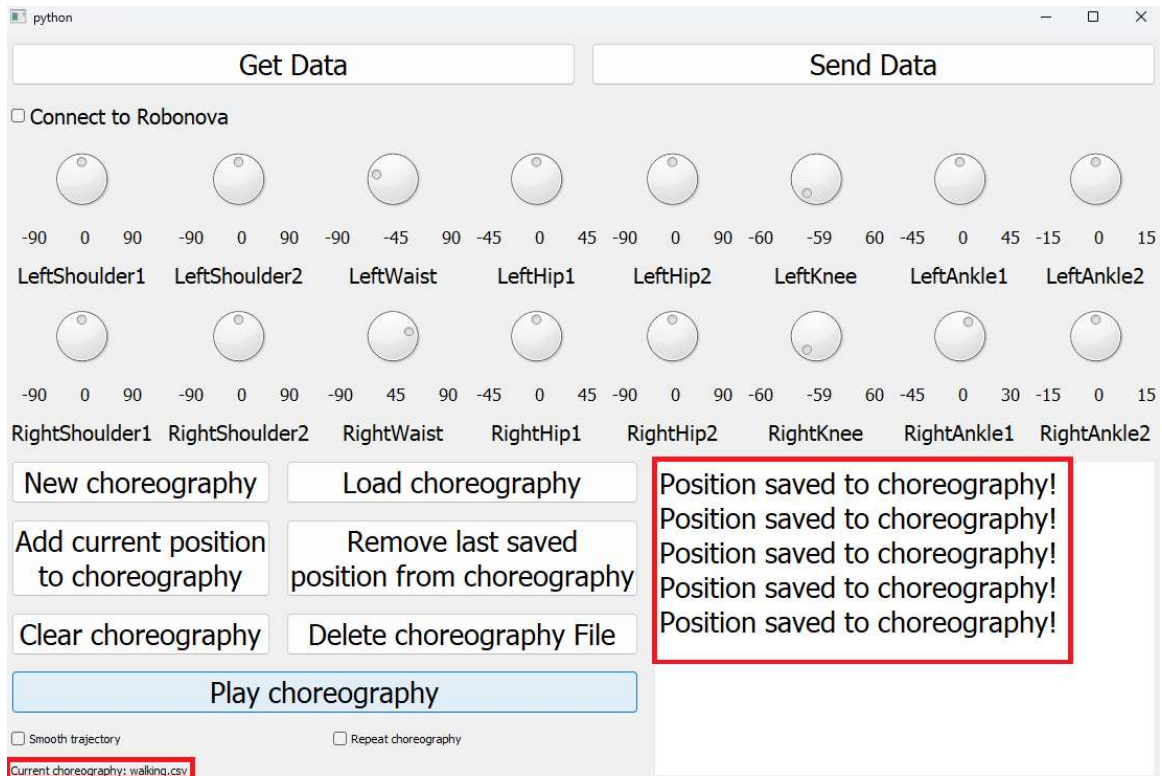 python
Get Data Send Data
Connect to Robonova
-90 0 90 -90 0 90 -90 -45 90 -45 0 45 -90 0 90 -60 -59 60 -45 0 45 -15 0 15
LeftShoulder1 LeftShoulder2 LeftWaist LeftHip1 LeftHip2 LeftKnee LeftAnkle1 LeftAnkle2
-90 0 90 -90 0 90 -90 45 90 -45 0 45 -90 0 90 -60 -59 60 -45 0 30 -15 0 15
RightShoulder1 RightShoulder2 RightWaist RightHip1 RightHip2 RightKnee RightAnkle1 RightAnkle2
New choreography Load choreography
Add current position
to choreography
Remove last saved
position from choreography
Clear choreography Delete choreography File
Play choreography
Smooth trajectory Repeat choreography
Current choreography: walking.csv
Position saved to choreography!
Position saved to choreography!
Position saved to choreography!
Position saved to choreography!
Position saved to choreography!